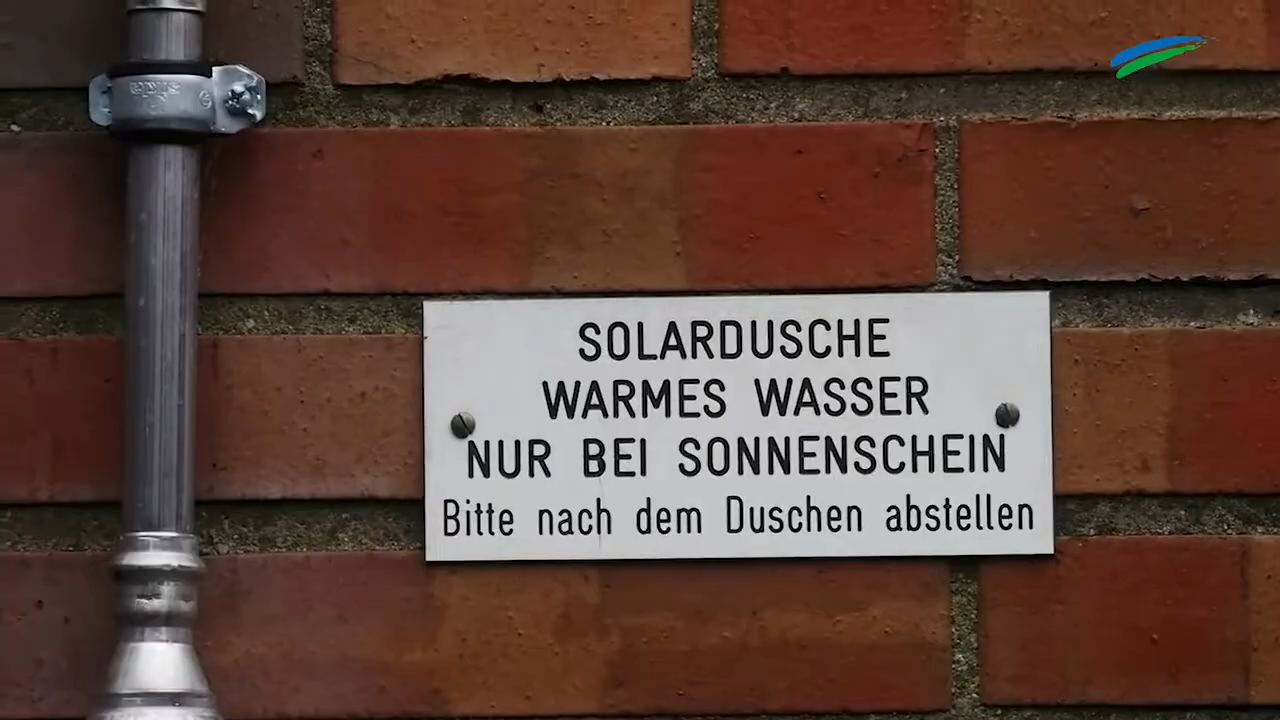 SOLARDUSCHE
WARMES WASSER
NUR BEI SONNENSCHEIN
Bitte nach dem Duschen abstellen